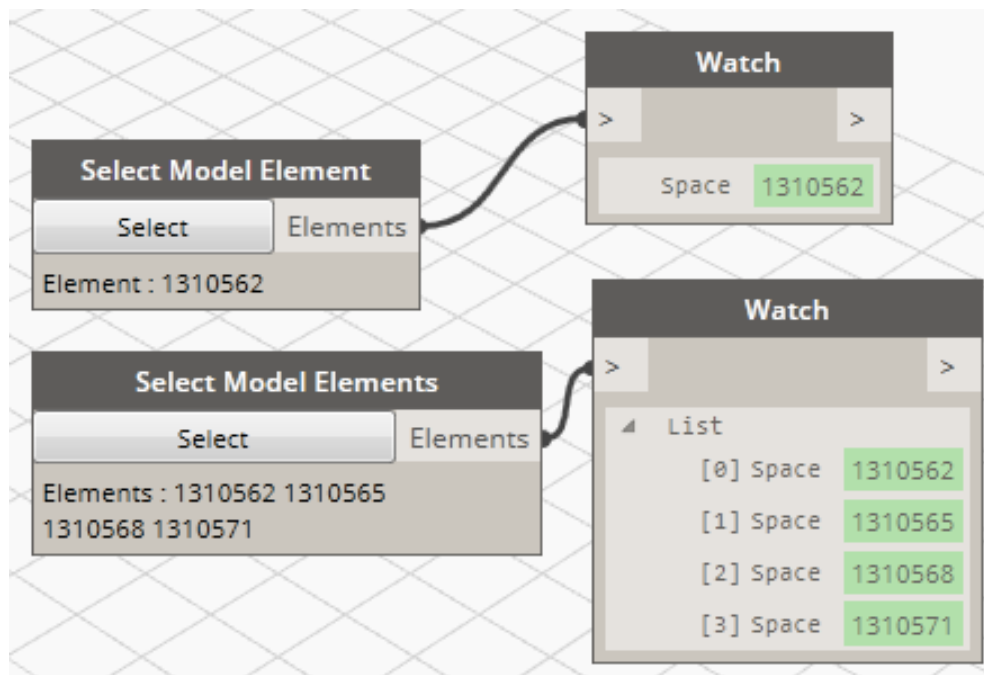 Watch
> >
Space 1310562
Select Model Element
Select Elements
Element : 1310562
Watch
> >
List
[0] Space 1310562
[1] Space 1310565
[2] Space 1310568
[3] Space 1310571
Select Model Elements
Select Elements
Elements : 1310562 1310565
1310568 1310571